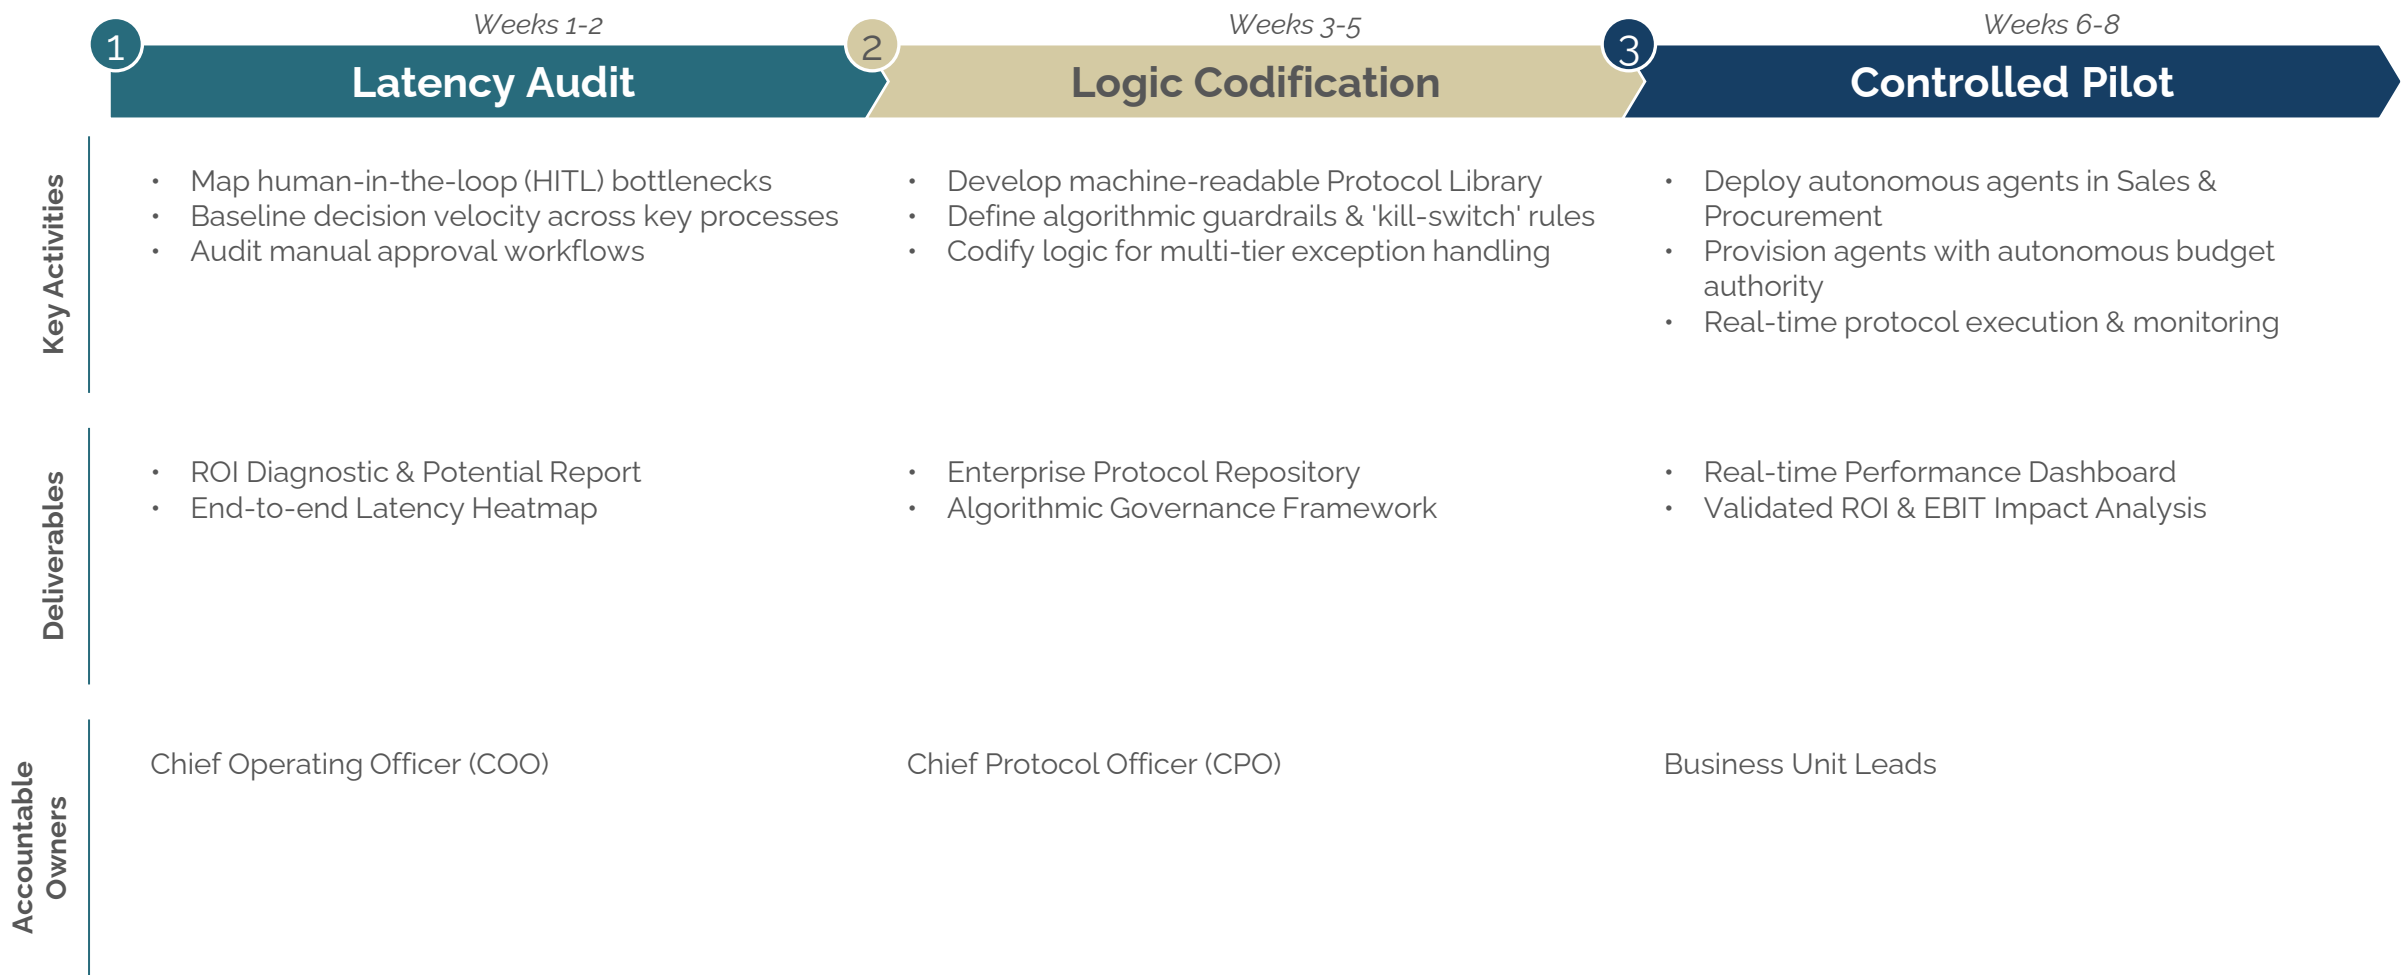 Weeks 1-2
Weeks 3-5
Weeks 6-8
1
Latency Audit
2
Logic Codification
3
Controlled Pilot
Key Activities
• Map human-in-the-loop (HITL) bottlenecks
• Baseline decision velocity across key processes
• Audit manual approval workflows
• Develop machine-readable Protocol Library
• Define algorithmic guardrails & 'kill-switch' rules
• Codify logic for multi-tier exception handling
• Deploy autonomous agents in Sales &
Procurement
• Provision agents with autonomous budget
authority
• Real-time protocol execution & monitoring
Deliverables
• ROI Diagnostic & Potential Report
• End-to-end Latency Heatmap
• Enterprise Protocol Repository
• Algorithmic Governance Framework
• Real-time Performance Dashboard
• Validated ROI & EBIT Impact Analysis
Accountable
Owners
Chief Operating Officer (COO)
Chief Protocol Officer (CPO)
Business Unit Leads